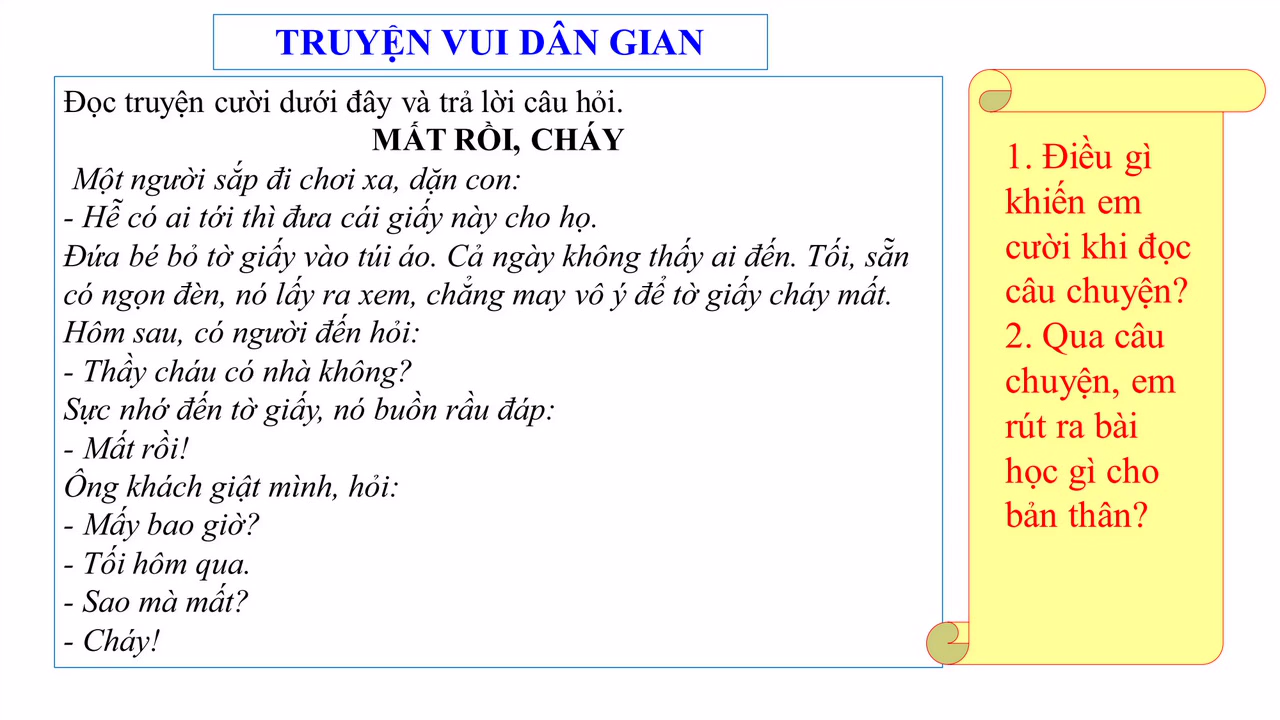 TRUYỆN VUI DÂN GIAN
Đọc truyện cười dưới đây và trả lời câu hỏi.
MẤT RỒI, CHÁY
Một người sắp đi chơi xa, dặn con:
- Hễ có ai tới thì đưa cái giấy này cho họ.
Đứa bé bỏ tờ giấy vào túi áo. Cả ngày không thấy ai đến. Tối, sẵn
có ngọn đèn, nó lấy ra xem, chẳng may vô ý để tờ giấy cháy mất.
Hôm sau, có người đến hỏi:
- Thầy cháu có nhà không?
Sực nhớ đến tờ giấy, nó buồn rầu đáp:
- Mất rồi!
Ông khách giật mình, hỏi:
- Mấy bao giờ?
- Tối hôm qua.
- Sao mà mất?
- Cháy!
1. Điều gì
khiến em
cười khi đọc
câu chuyện?
2. Qua câu
chuyện, em
rút ra bài
học gì cho
bản thân?